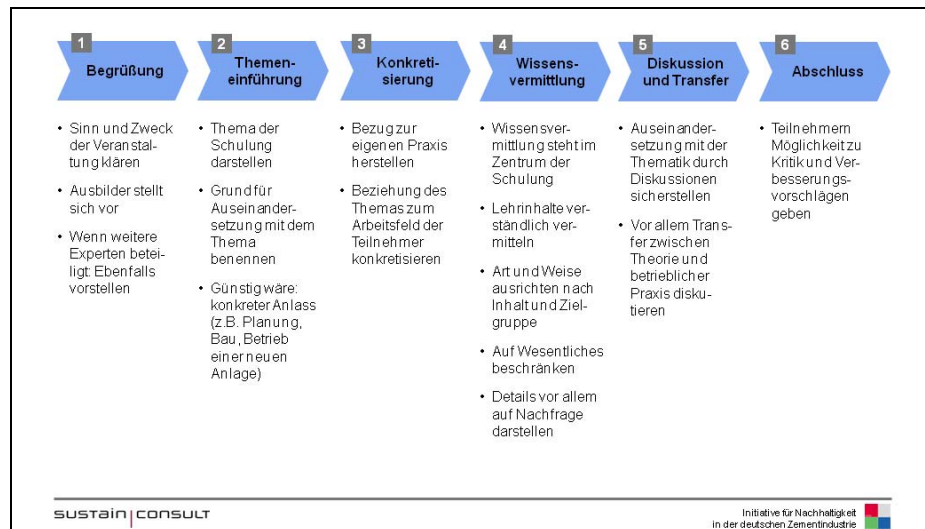 1
Begrüßung
2
Themen-
einführung
3
Konkreti-
sierung
4
Wissens-
vermittlung
5
Diskussion
und Transfer
6
Abschluss
• Sinn und Zweck
der Veranstal-
tung klären
• Ausbilder stellt
sich vor
• Wenn weitere
Experten betei-
ligt: Ebenfalls
vorstellen
• Thema der
Schulung
darstellen
• Grund für
Auseinander-
setzung mit dem
Thema
benennen
• Günstig wäre:
konkreter Anlass
(z.B. Planung,
Bau, Betrieb
einer neuen
Anlage)
• Bezug zur
eigenen Praxis
herstellen
• Beziehung des
Themas zum
Arbeitsfeld der
Teilnehmer
konkretisieren
• Wissensver-
mittlung steht im
Zentrum der
Schulung
• Lehrinhalte ver-
ständlich ver-
mitteln
• Art und Weise
ausrichten nach
Inhalt und Ziel-
gruppe
• Auf Wesentliches
beschränken
• Details vor allem
auf Nachfrage
darstellen
• Auseinander-
setzung mit der
Thematik durch
Diskussionen
sicherstellen
• Vor allem Trans-
fer zwischen
Theorie und
betrieblicher
Praxis disku-
tieren
• Teilnehmern
Möglichkeit zu
Kritik und Ver-
besserungs-
vorschlägen
geben
sustain|consult
Initiative für Nachhaltigkeit
in der deutschen Zementindustrie